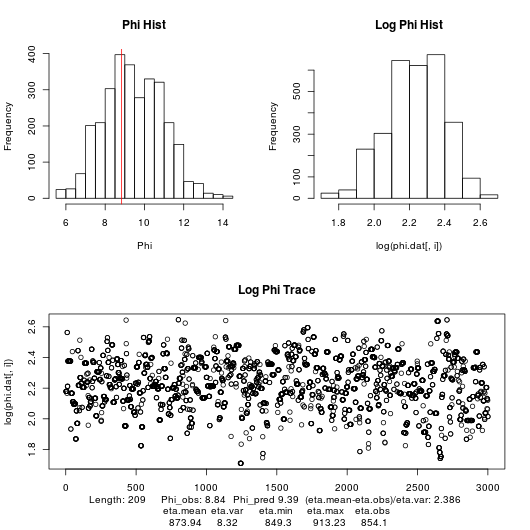 Phi Hist
Log Phi Hist
Frequency
0 100 200 300 400
6 8 10 12 14
Phi
Frequency
0 100 300 500
1.8 2.0 2.2 2.4 2.6
log(phi.dat[, i])
Log Phi Trace
log(phi.dat[, i])
1.8 2.0 2.2 2.4 2.6
0 500 1000 1500 2000 2500 3000
Length: 209 Phi_obs: 8.84 Phi_pred 9.39 (eta.mean-eta.obs)/eta.var: 2.386
eta.mean eta.var eta.min eta.max eta.obs
873.94 8.32 849.3 913.23 854.1